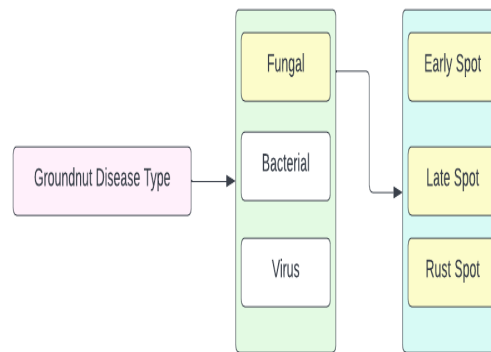 Groundnut Disease Type
Fungal
Bacterial
Virus
Early Spot
Late Spot
Rust Spot